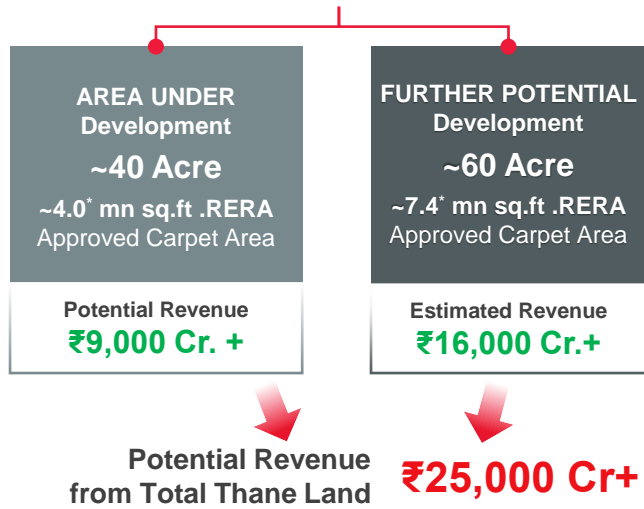 AREA UNDER
Development
~40 Acre
~4.0* mn sq.ft .RERA
Approved Carpet Area
Potential Revenue
₹9,000 Cr. +
FURTHER POTENTIAL
Development
~60 Acre
~7.4* mn sq.ft .RERA
Approved Carpet Area
Estimated Revenue
₹16,000 Cr.+
Potential Revenue
from Total Thane Land
₹25,000 Cr+